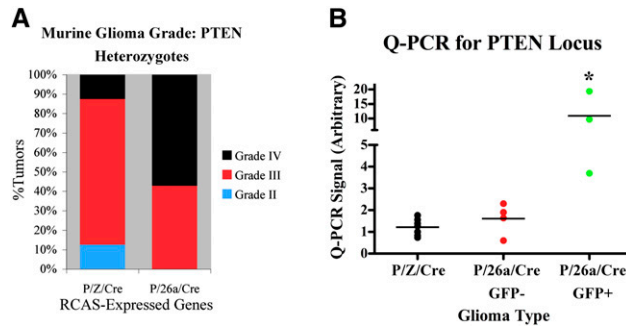 A
Murine Glioma Grade: PTEN
Heterozygotes
100%
90%
80%
70%
60%
50%
40%
30%
20%
10%
0%
%Tumors
Grade IV
Grade III
Grade II
P/Z/Cre P/26a/Cre
RCAS-Expressed Genes
B
Q-PCR for PTEN Locus
*
20
15
10
5
5
4
3
2
1
0
Q-PCR Signal (Arbitrary)
P/Z/Cre P/26a/Cre P/26a/Cre
GFP- GFP+
Glioma Type